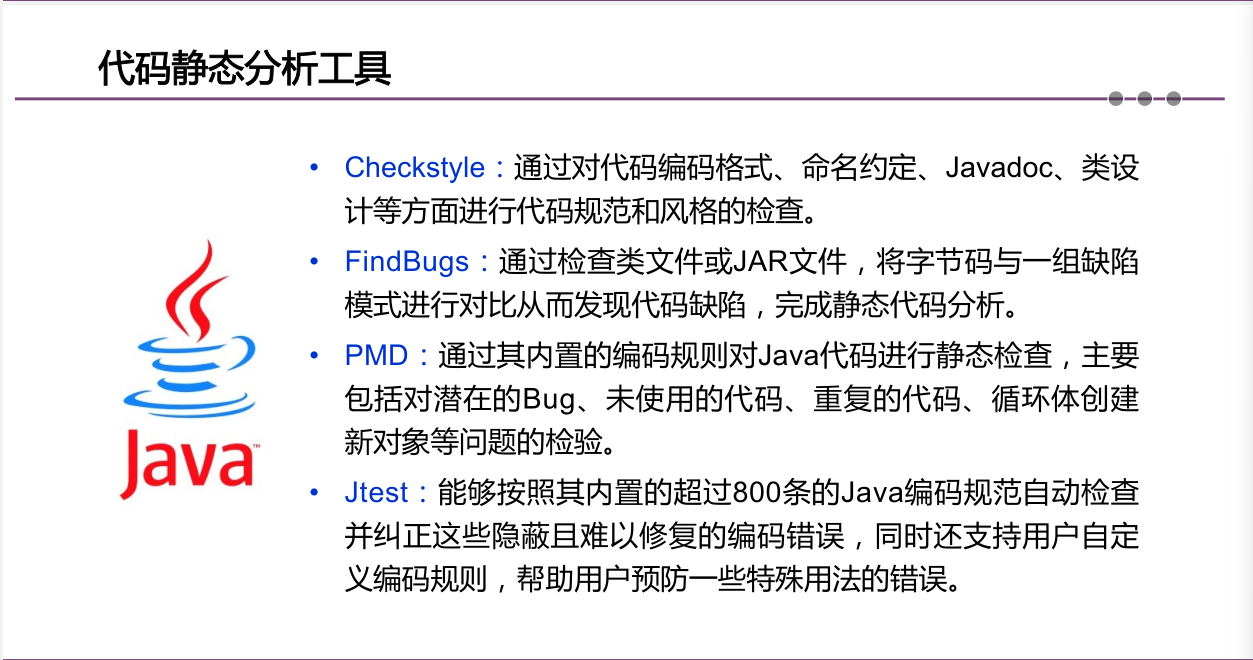 代码静态分析工具
• Checkstyle：通过对代码编码格式、命名约定、Javadoc、类设
计等方面进行代码规范和风格的检查。
• FindBugs：通过检查类文件或JAR文件，将字节码与一组缺陷
模式进行对比从而发现代码缺陷，完成静态代码分析。
• PMD：通过其内置的编码规则对Java代码进行静态检查，主要
包括对潜在的Bug、未使用的代码、重复的代码、循环体创建
新对象等问题的检验。
• Jtest：能够按照其内置的超过800条的Java编码规范自动检查
并纠正这些隐蔽且难以修复的编码错误，同时还支持用户自定
义编码规则，帮助用户预防一些特殊用法的错误。
Java™